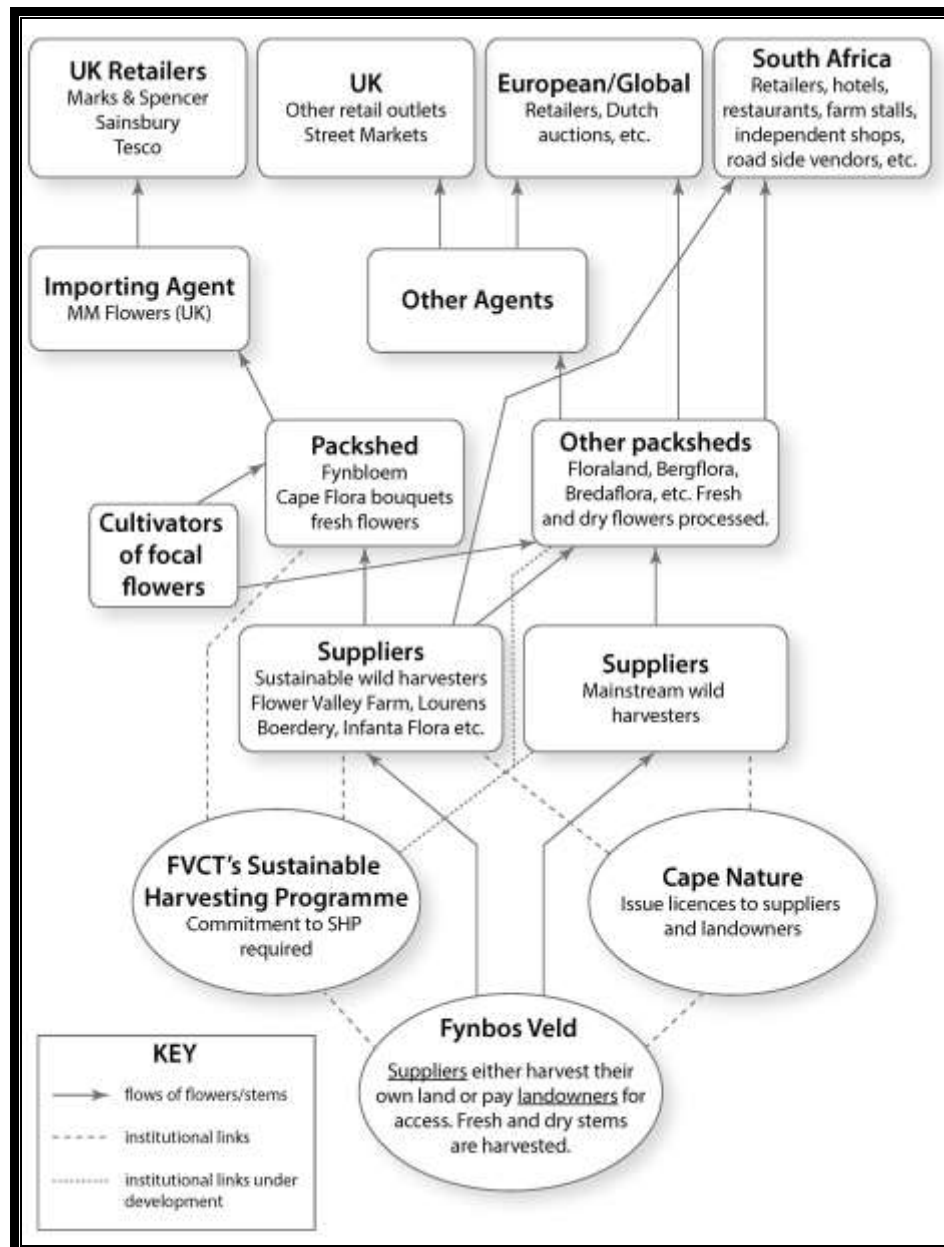 UK Retailers
Marks & Spencer
Sainsbury
Tesco
UK
Other retail outlets
Street Markets
European/Global
Retailers, Dutch
auctions, etc.
South Africa
Retailers, hotels,
restaurants, farm stalls,
independent shops,
road side vendors, etc.
Importing Agent
MM Flowers (UK)
Other Agents
Packshed
Fynbloem
Cape Flora bouquets
fresh flowers
Other packsheds
Floraland, Bergflora,
Bredaflora, etc. Fresh
and dry flowers processed.
Cultivators
of focal
flowers
Suppliers
Sustainable wild harvesters
Flower Valley Farm, Lourens
Boerdery, Infanta Flora etc.
Suppliers
Mainstream wild
harvesters
FVCT's Sustainable
Harvesting Programme
Commitment to SHP
required
Cape Nature
Issue licences to suppliers
and landowners
Fynbos Veld
Suppliers either harvest their
own land or pay landowners for
access. Fresh and dry stems
are harvested.
KEY
flows of flowers/stems
institutional links
institutional links under
development